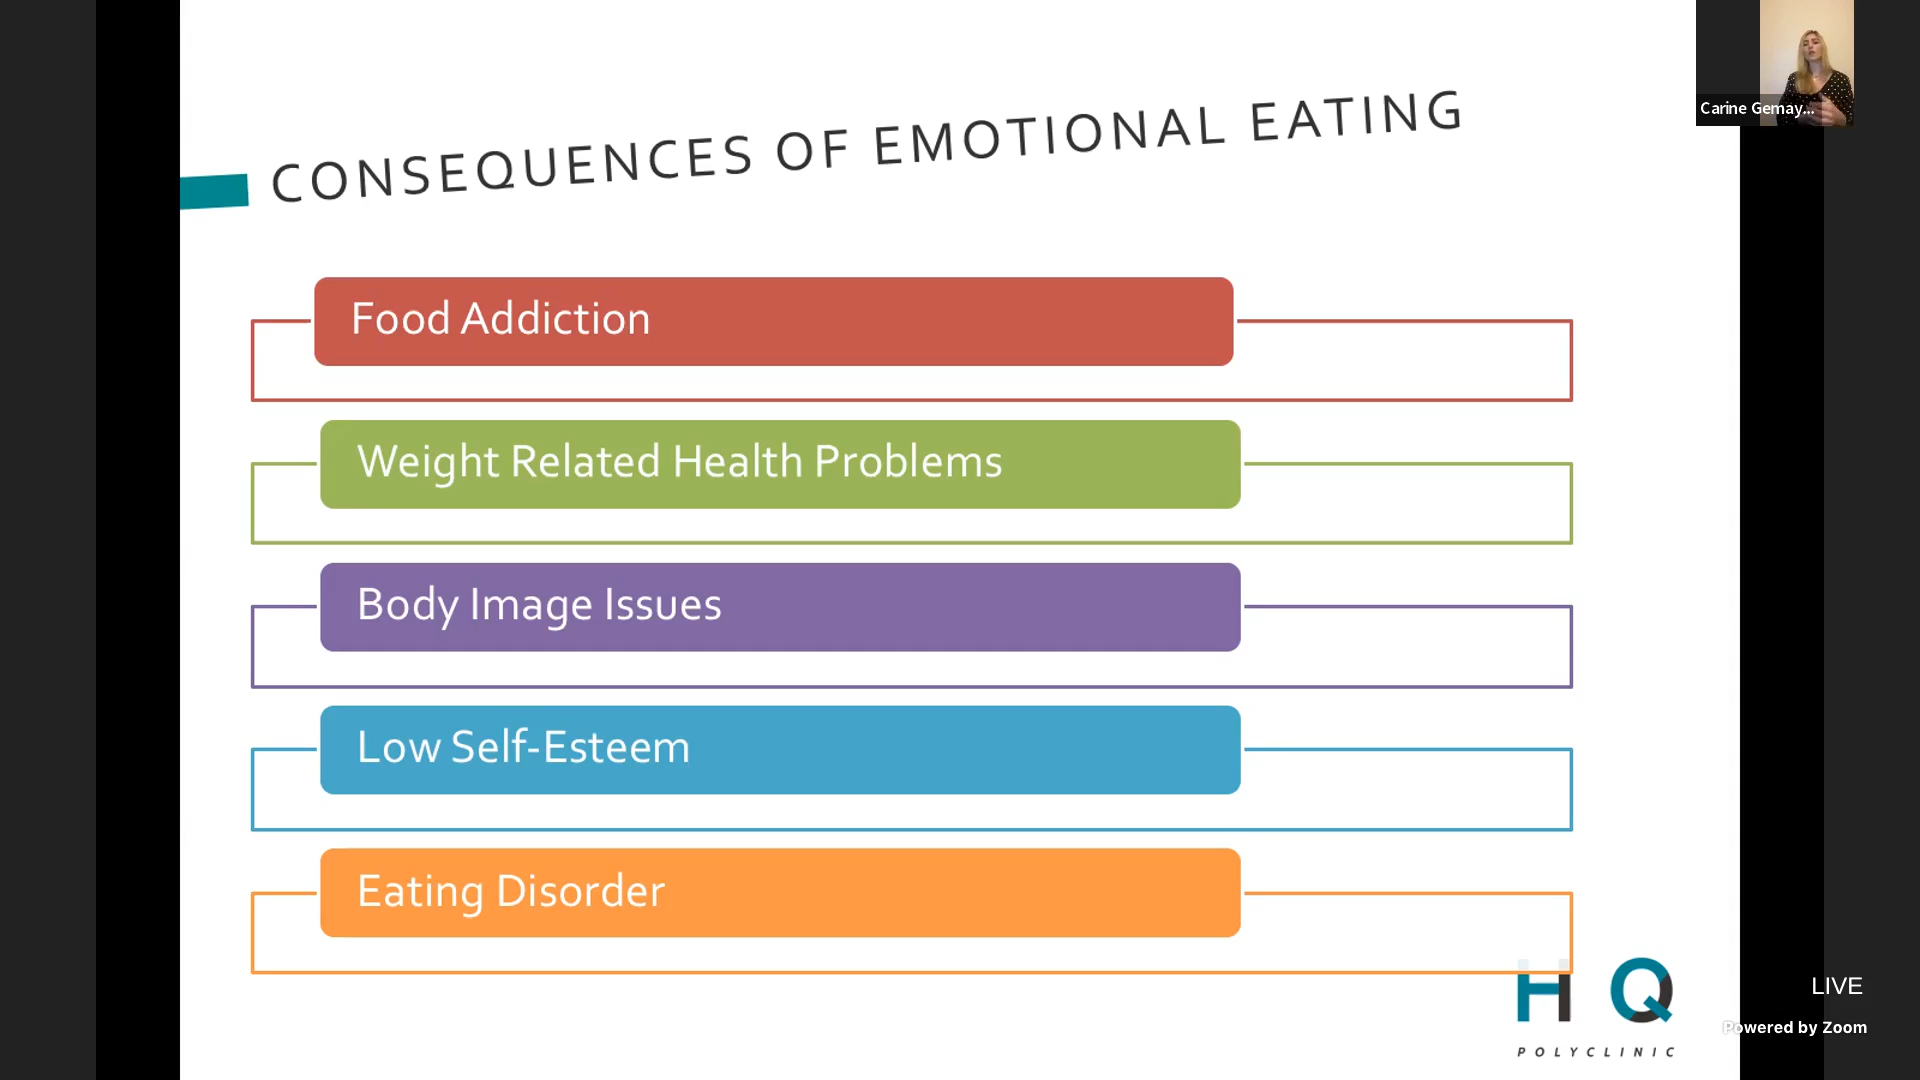 Carine Gemay...
CONSEQUENCES OF EMOTIONAL EATING
Food Addiction
Weight Related Health Problems
Body Image Issues
Low Self-Esteem
Eating Disorder
H Q
POLYCLINIC
LIVE
Powered by Zoom